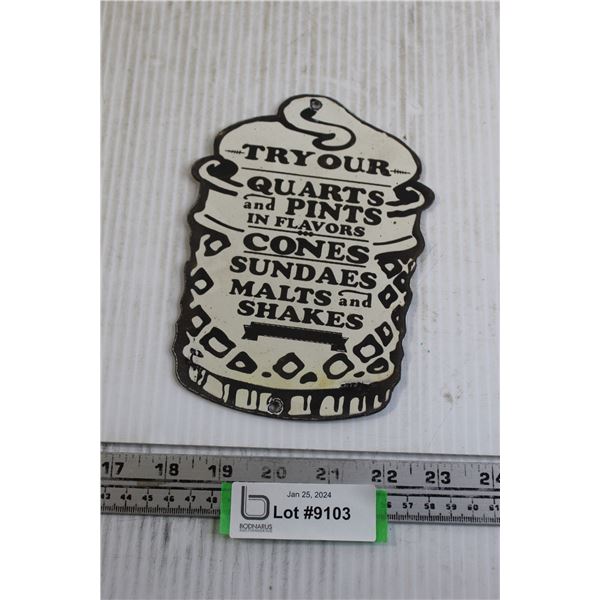 TRY OUR
QUARTS
and PINTS
IN FLAVORS
CONES
SUNDAES
MALTS and
SHAKES
17 18 19 20 21 22 23 24
Jan 25, 2024
Lot #9103
BODNARUS